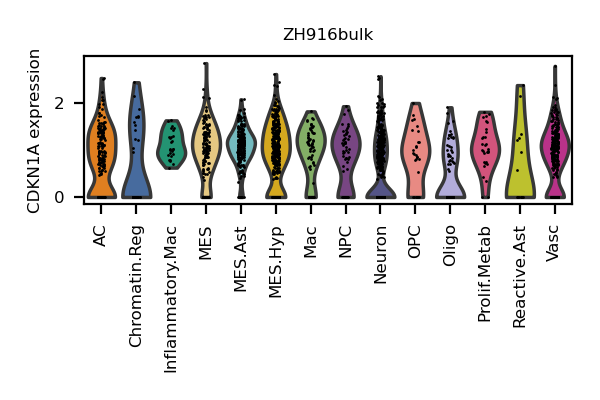 ZH916bulk
CDKN1A expression
2
0
AC
Chromatin.Reg
Inflammatory.Mac
MES
MES.Ast
MES.Hyp
Mac
NPC
Neuron
OPC
Oligo
Prolif.Metab
Reactive.Ast
Vasc